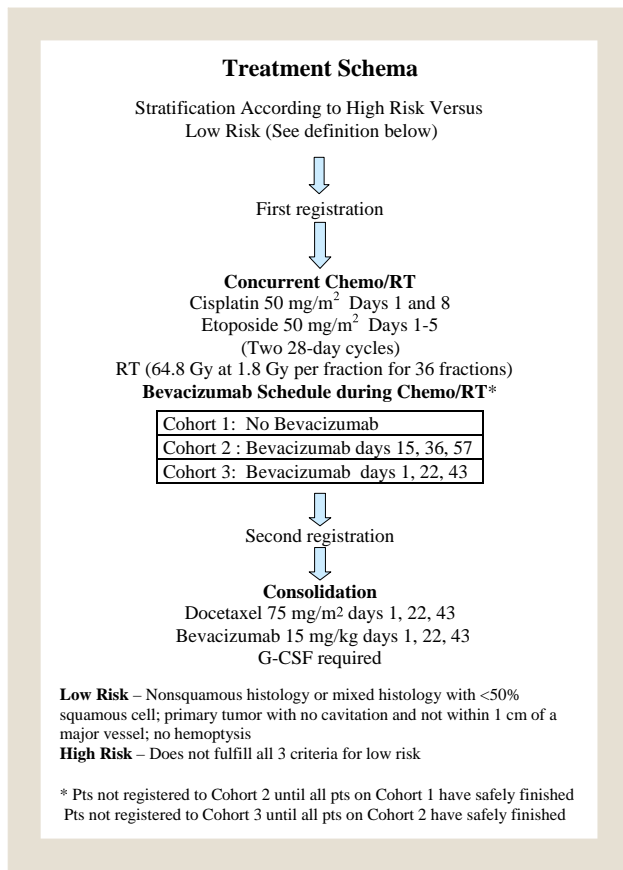 Treatment Schema
Stratification According to High Risk Versus
Low Risk (See definition below)
First registration
Concurrent Chemo/RT
Cisplatin 50 mg/m² Days 1 and 8
Etoposide 50 mg/m² Days 1-5
(Two 28-day cycles)
RT (64.8 Gy at 1.8 Gy per fraction for 36 fractions)
Bevacizumab Schedule during Chemo/RT*
Cohort 1: No Bevacizumab
Cohort 2 : Bevacizumab days 15, 36, 57
Cohort 3: Bevacizumab days 1, 22, 43
Second registration
Consolidation
Docetaxel 75 mg/m2 days 1, 22, 43
Bevacizumab 15 mg/kg days 1, 22, 43
G-CSF required
Low Risk – Nonsquamous histology or mixed histology with <50%
squamous cell; primary tumor with no cavitation and not within 1 cm of a
major vessel; no hemoptysis
High Risk – Does not fulfill all 3 criteria for low risk
* Pts not registered to Cohort 2 until all pts on Cohort 1 have safely finished
Pts not registered to Cohort 3 until all pts on Cohort 2 have safely finished